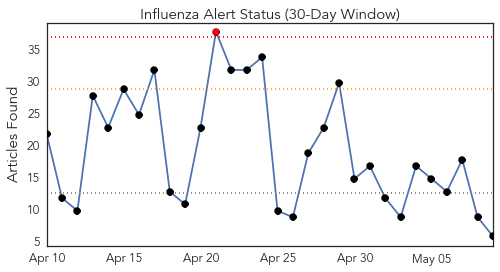 Influenza Alert Status (30-Day Window)
Articles Found
35
30
25
20
15
10
5
Apr 10 Apr 15 Apr 20 Apr 25 Apr 30 May 05